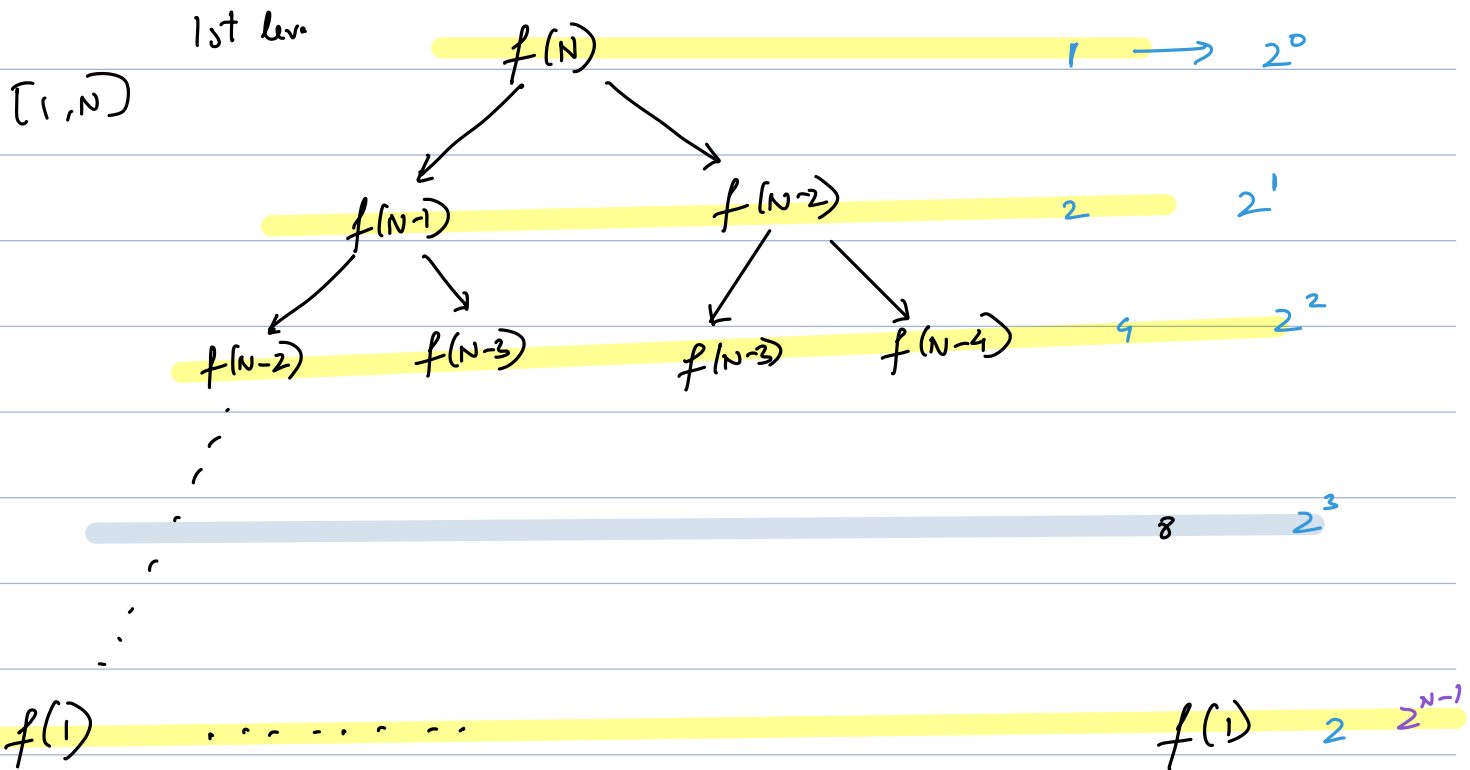 1st leve
f(N) 1 → 2⁰
[1,N)
f(N-1) f(N-2) 2 2¹
f(N-2) f(N-3) f(N-3) f(N-4) 4 2²
8 2³
f(1) ........ f(1) 2 2ᴺ⁻¹